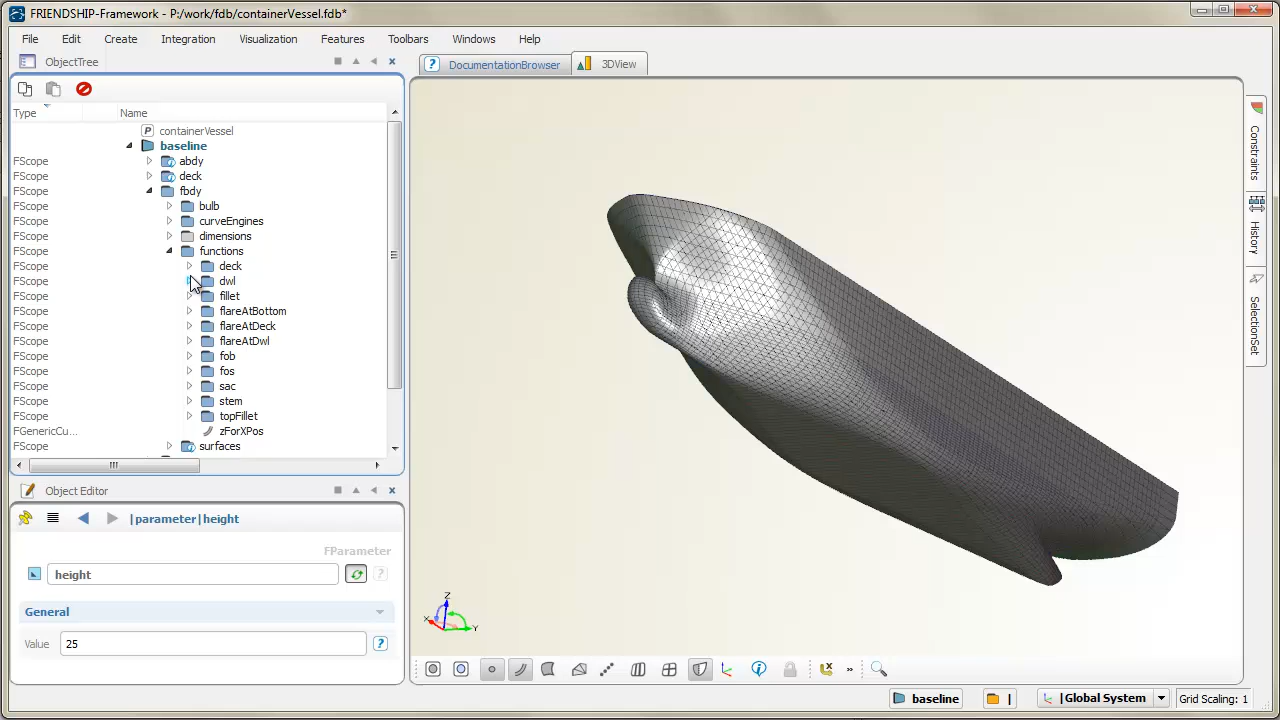 FRIENDSHIP-Framework - P:/work/fdb/containerVessel.fdb*
File Edit Create Integration Visualization Features Toolbars Windows Help
ObjectTree
? DocumentationBrowser 3DView
Type Name
P containerVessel
baseline
FScope abdy
FScope deck
FScope fbdy
FScope bulb
FScope curveEngines
FScope dimensions
FScope functions
FScope deck
FScope dwl
FScope fillet
FScope flareAtBottom
FScope flareAtDeck
FScope flareAtDwl
FScope fob
FScope fos
FScope sac
FScope stem
FScope topFillet
FGenericCu... zForXPos
FScope surfaces
Constraints
History
SelectionSet
Object Editor
|parameter|height
FParameter
height ?
General
Value 25 ?
Z
X
Y
»
baseline | |Global System Grid Scaling: 1